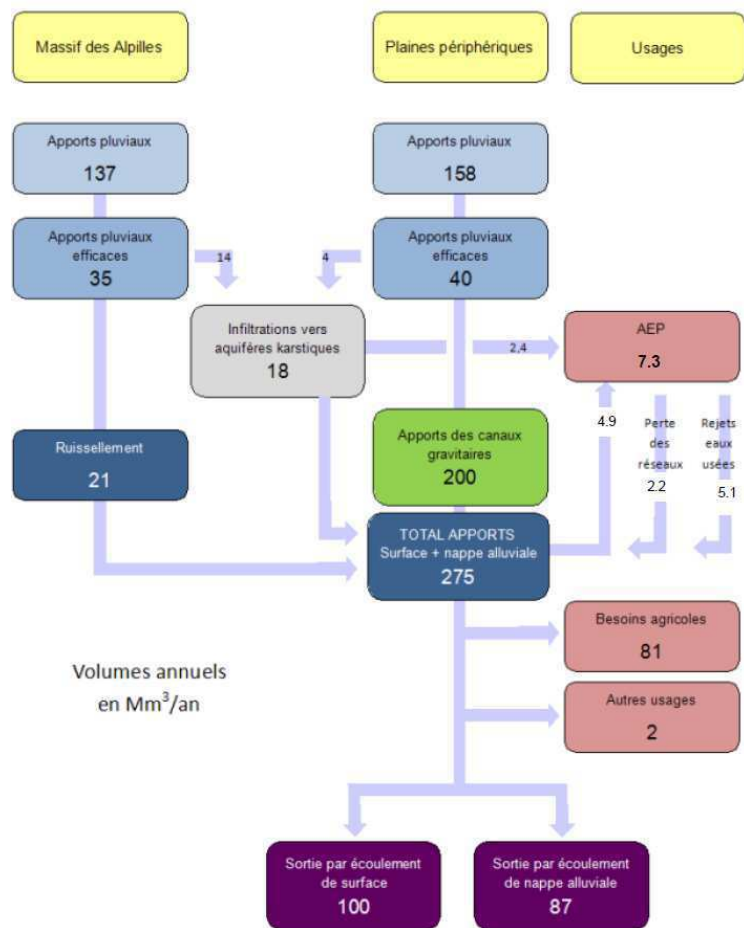 Massif des Alpilles
Plaines périphériques
Usages
Apports pluviaux
137
Apports pluviaux
158
Apports pluviaux
efficaces
35
14
4
Apports pluviaux
efficaces
40
Infiltrations vers
aquifères karstiques
18
2,4
AEP
7.3
Ruissellement
21
Apports des canaux
gravitaires
200
4.9
Perte
des
réseaux
2.2
Rejets
eaux
usées
5.1
TOTAL APPORTS
Surface + nappe alluviale
275
Besoins agricoles
81
Volumes annuels
en Mm³/an
Autres usages
2
Sortie par écoulement
de surface
100
Sortie par écoulement
de nappe alluviale
87